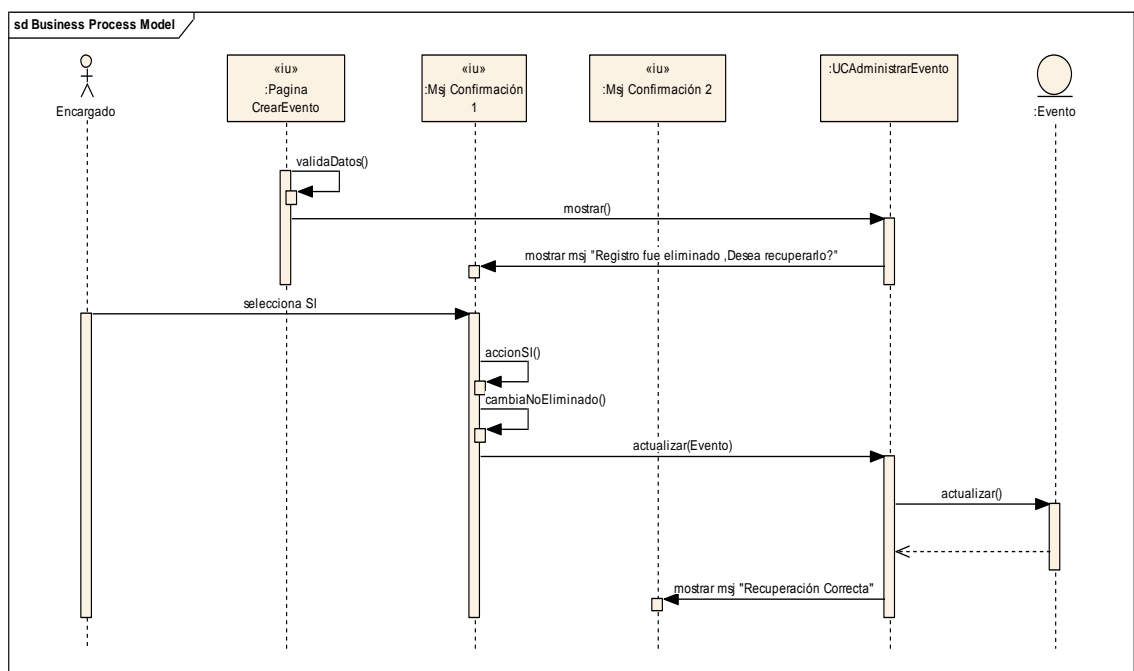 sd Business Process Model
Encargado
«iu»
:Pagina
CrearEvento
«iu»
:Msj Confirmación
1
«iu»
:Msj Confirmación 2
:UCAdministrarEvento
:Evento
validaDatos()
mostrar()
mostrar msj "Registro fue eliminado ,Desea recuperarlo?"
selecciona SI
accionSI()
cambiaNoEliminado()
actualizar(Evento)
actualizar()
mostrar msj "Recuperación Correcta"